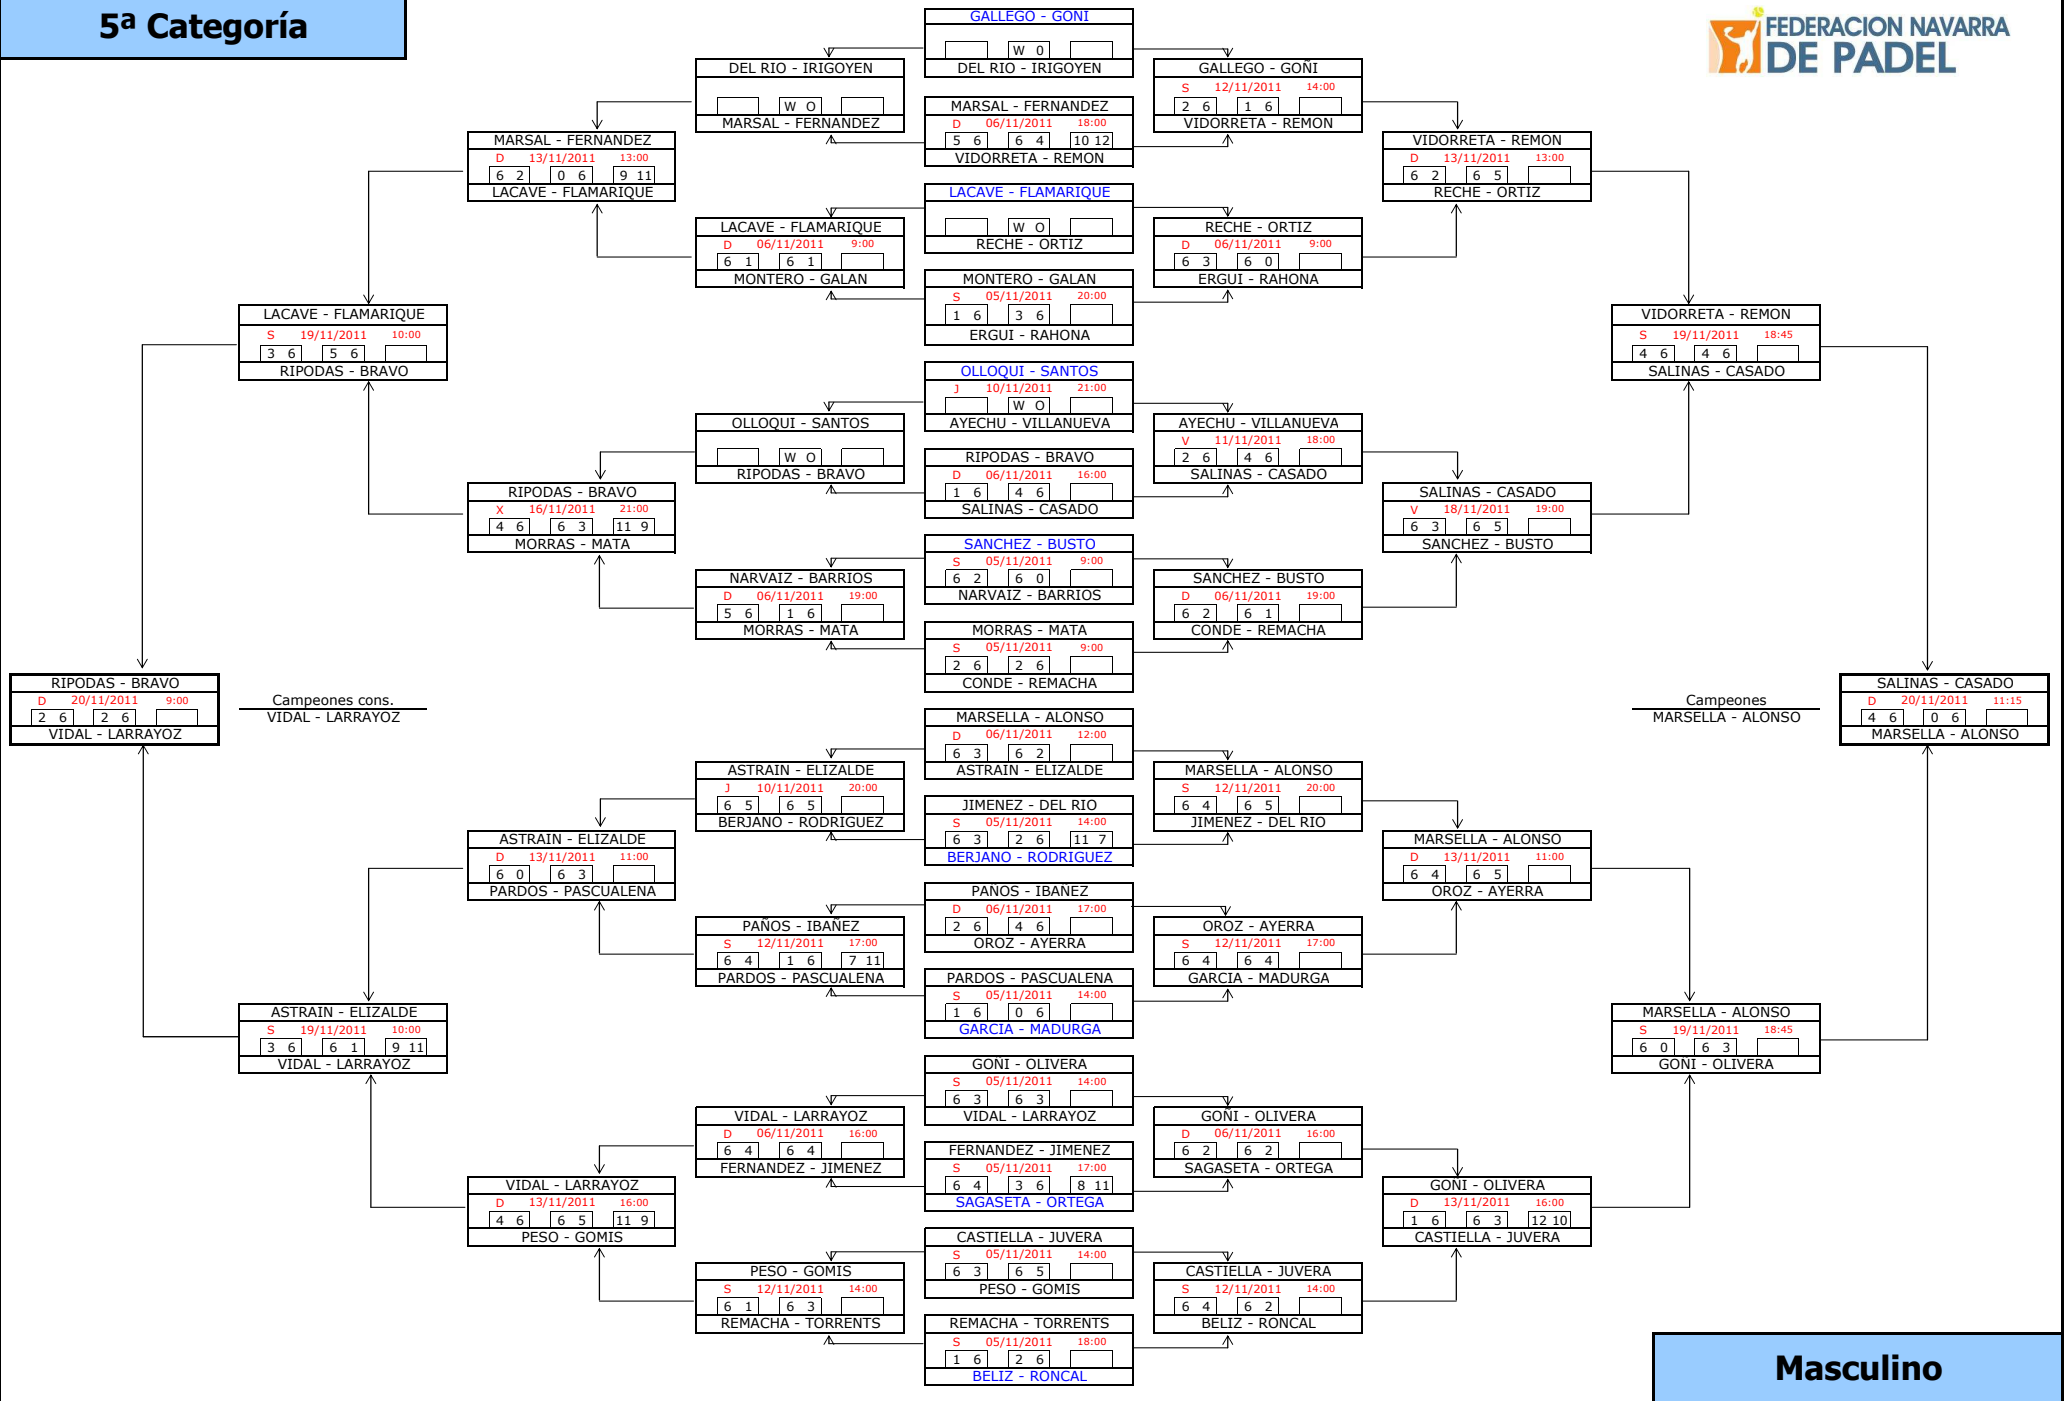 5ª Categoría
FEDERACION NAVARRA
DE PADEL
GALLEGO - GOÑI
W 0
DEL RIO - IRIGOYEN
MARSAL - FERNANDEZ
D 06/11/2011 18:00
5 6 6 4 10 12
VIDORRETA - REMON
LACAVE - FLAMARIQUE
W O
RECHE - ORTIZ
MONTERO - GALAN
S 05/11/2011 20:00
1 6 3 6
ERGUI - RAHONA
OLLOQUI - SANTOS
J 10/11/2011 21:00
W O
AYECHU - VILLANUEVA
RIPODAS - BRAVO
D 06/11/2011 16:00
1 6 4 6
SALINAS - CASADO
SANCHEZ - BUSTO
S 05/11/2011 9:00
6 2 6 0
NARVAIZ - BARRIOS
MORRAS - MATA
S 05/11/2011 9:00
2 6 2 6
CONDE - REMACHA
MARSELLA - ALONSO
D 06/11/2011 12:00
6 3 6 2
ASTRAIN - ELIZALDE
JIMENEZ - DEL RIO
S 05/11/2011 14:00
6 3 2 6 11 7
BERJANO - RODRIGUEZ
PAÑOS - IBAÑEZ
D 06/11/2011 17:00
2 6 4 6
OROZ - AYERRA
PARDOS - PASCUALENA
S 05/11/2011 14:00
1 6 0 6
GARCIA - MADURGA
GOÑI - OLIVERA
S 05/11/2011 14:00
6 3 6 3
VIDAL - LARRAYOZ
FERNANDEZ - JIMENEZ
S 05/11/2011 17:00
6 4 3 6 8 11
SAGASETA - ORTEGA
CASTIELLA - JUVERA
S 05/11/2011 14:00
6 3 6 5
PESO - GOMIS
REMACHA - TORRENTS
S 05/11/2011 18:00
1 6 2 6
BELIZ - RONCAL
DEL RIO - IRIGOYEN
W O
MARSAL - FERNANDEZ
LACAVE - FLAMARIQUE
D 06/11/2011 9:00
6 1 6 1
MONTERO - GALAN
OLLOQUI - SANTOS
W O
RIPODAS - BRAVO
NARVAIZ - BARRIOS
D 06/11/2011 19:00
5 6 1 6
MORRAS - MATA
ASTRAIN - ELIZALDE
J 10/11/2011 20:00
6 5 6 5
BERJANO - RODRIGUEZ
PAÑOS - IBAÑEZ
S 12/11/2011 17:00
6 4 1 6 7 11
PARDOS - PASCUALENA
VIDAL - LARRAYOZ
D 06/11/2011 16:00
6 4 6 4
FERNANDEZ - JIMENEZ
PESO - GOMIS
S 12/11/2011 14:00
6 1 6 3
REMACHA - TORRENTS
MARSAL - FERNANDEZ
D 13/11/2011 13:00
6 2 0 6 9 11
LACAVE - FLAMARIQUE
RIPODAS - BRAVO
X 16/11/2011 21:00
4 6 6 3 11 9
MORRAS - MATA
ASTRAIN - ELIZALDE
D 13/11/2011 11:00
6 0 6 3
PARDOS - PASCUALENA
VIDAL - LARRAYOZ
D 13/11/2011 16:00
4 6 6 5 11 9
PESO - GOMIS
LACAVE - FLAMARIQUE
S 19/11/2011 10:00
3 6 5 6
RIPODAS - BRAVO
ASTRAIN - ELIZALDE
S 19/11/2011 10:00
3 6 6 1 9 11
VIDAL - LARRAYOZ
RIPODAS - BRAVO
D 20/11/2011 9:00
2 6 2 6
VIDAL - LARRAYOZ
Campeones cons.
VIDAL - LARRAYOZ
GALLEGO - GOÑI
S 12/11/2011 14:00
2 6 1 6
VIDORRETA - REMON
RECHE - ORTIZ
D 06/11/2011 9:00
6 3 6 0
ERGUI - RAHONA
AYECHU - VILLANUEVA
V 11/11/2011 18:00
2 6 4 6
SALINAS - CASADO
SANCHEZ - BUSTO
D 06/11/2011 19:00
6 2 6 1
CONDE - REMACHA
MARSELLA - ALONSO
S 12/11/2011 20:00
6 4 6 5
JIMENEZ - DEL RIO
OROZ - AYERRA
S 12/11/2011 17:00
6 4 6 4
GARCIA - MADURGA
GOÑI - OLIVERA
D 06/11/2011 16:00
6 2 6 2
SAGASETA - ORTEGA
CASTIELLA - JUVERA
S 12/11/2011 14:00
6 4 6 2
BELIZ - RONCAL
VIDORRETA - REMON
D 13/11/2011 13:00
6 2 6 5
RECHE - ORTIZ
SALINAS - CASADO
V 18/11/2011 19:00
6 3 6 5
SANCHEZ - BUSTO
MARSELLA - ALONSO
D 13/11/2011 11:00
6 4 6 5
OROZ - AYERRA
GOÑI - OLIVERA
D 13/11/2011 16:00
1 6 6 3 12 10
CASTIELLA - JUVERA
VIDORRETA - REMON
S 19/11/2011 18:45
4 6 4 6
SALINAS - CASADO
MARSELLA - ALONSO
S 19/11/2011 18:45
6 0 6 3
GOÑI - OLIVERA
Campeones
MARSELLA - ALONSO
SALINAS - CASADO
D 20/11/2011 11:15
4 6 0 6
MARSELLA - ALONSO
Masculino